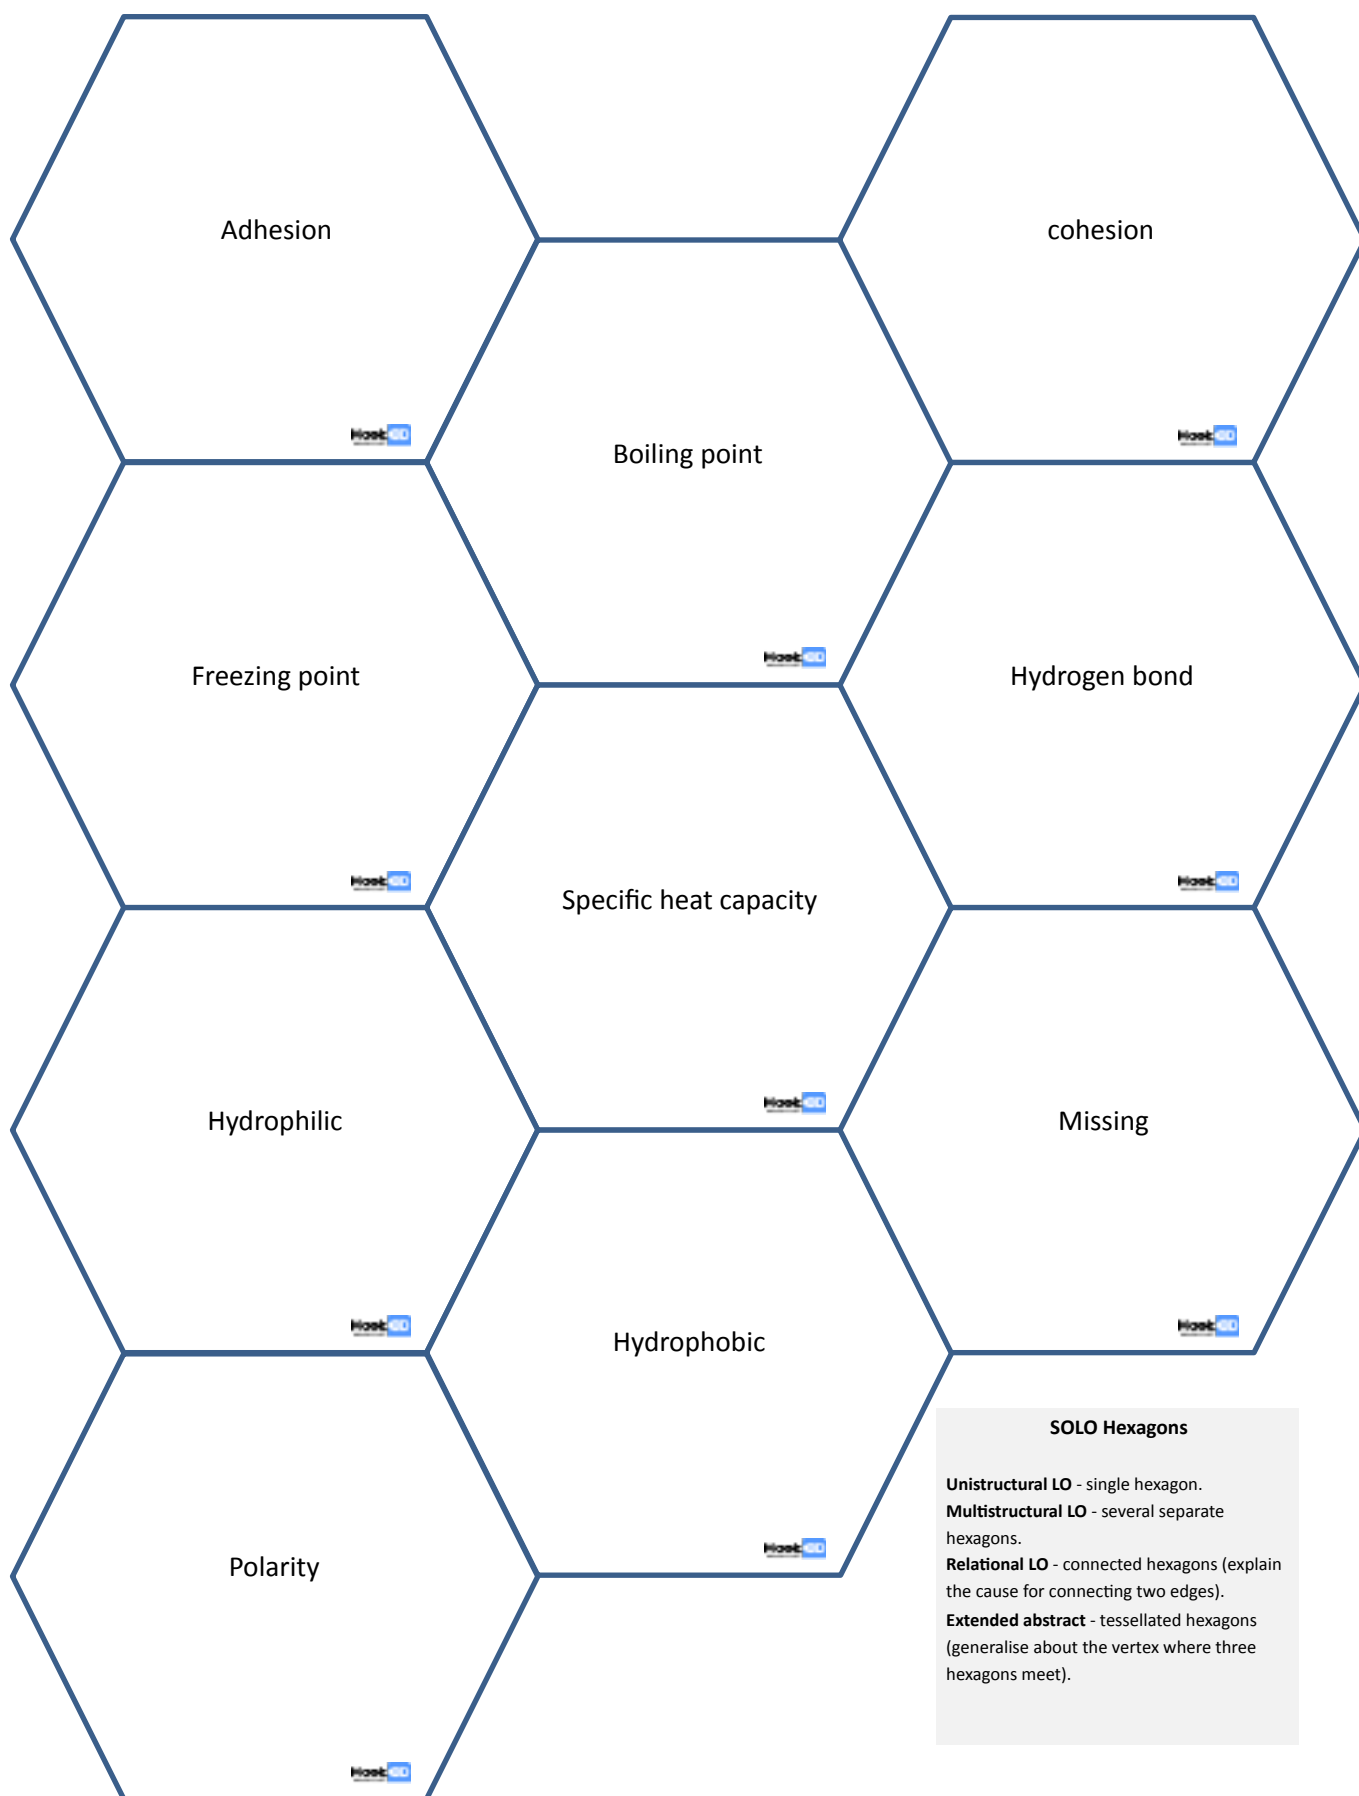 Adhesion
cohesion
Boiling point
Freezing point
Hydrogen bond
Specific heat capacity
Hydrophilic
Missing
Hydrophobic
Polarity
SOLO Hexagons
Unistructural LO - single hexagon.
Multistructural LO - several separate
hexagons.
Relational LO - connected hexagons (explain
the cause for connecting two edges).
Extended abstract - tessellated hexagons
(generalise about the vertex where three
hexagons meet).